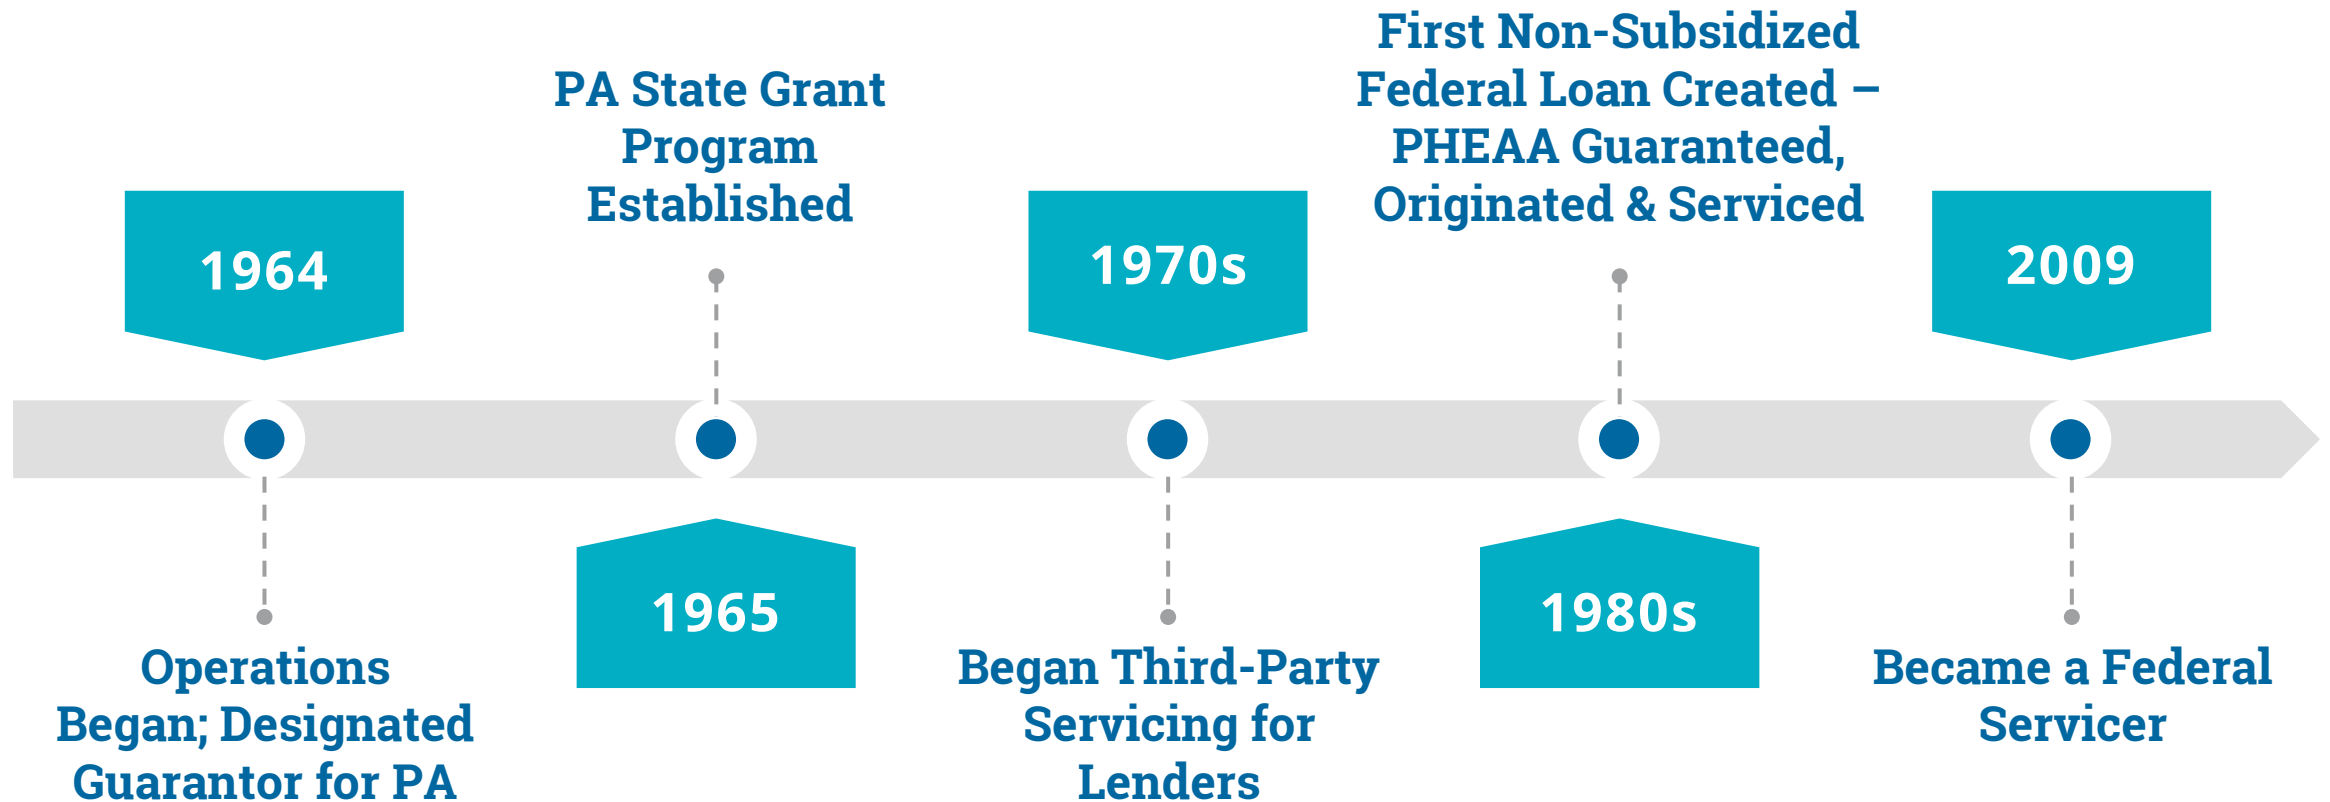 1964
Operations
Began; Designated
Guarantor for PA
PA State Grant
Program
Established
1965
1970s
Began Third-Party
Servicing for
Lenders
First Non-Subsidized
Federal Loan Created –
PHEAA Guaranteed,
Originated & Serviced
1980s
2009
Became a Federal
Servicer